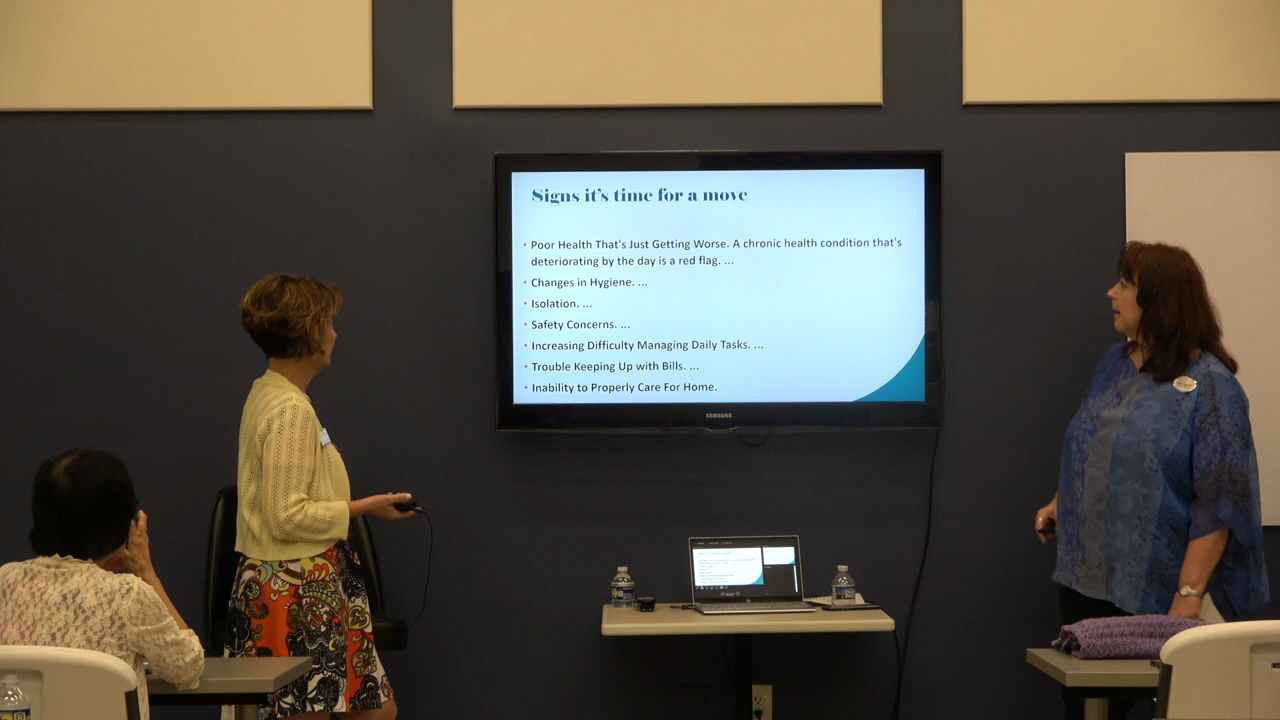 Signs it's time for a move
• Poor Health That's Just Getting Worse. A chronic health condition that's
deteriorating by the day is a red flag. ...
• Changes in Hygiene. ...
• Isolation. ...
• Safety Concerns. ...
• Increasing Difficulty Managing Daily Tasks. ...
• Trouble Keeping Up with Bills. ...
• Inability to Properly Care For Home.
SAMSUNG